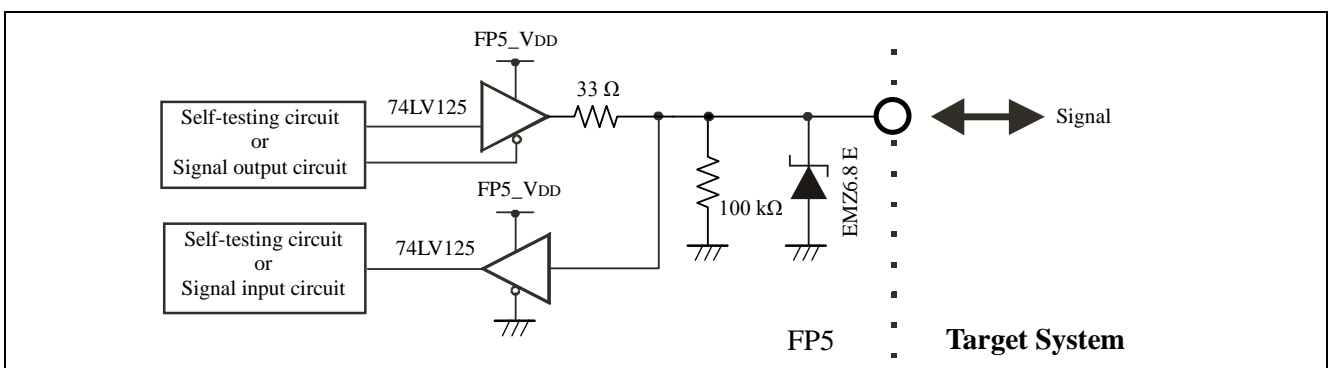 FP5_VDD
33 Ω
74LV125
Self-testing circuit
or
Signal output circuit
Signal
EMZ6.8 E
100 kΩ
FP5_VDD
74LV125
Self-testing circuit
or
Signal input circuit
FP5
Target System